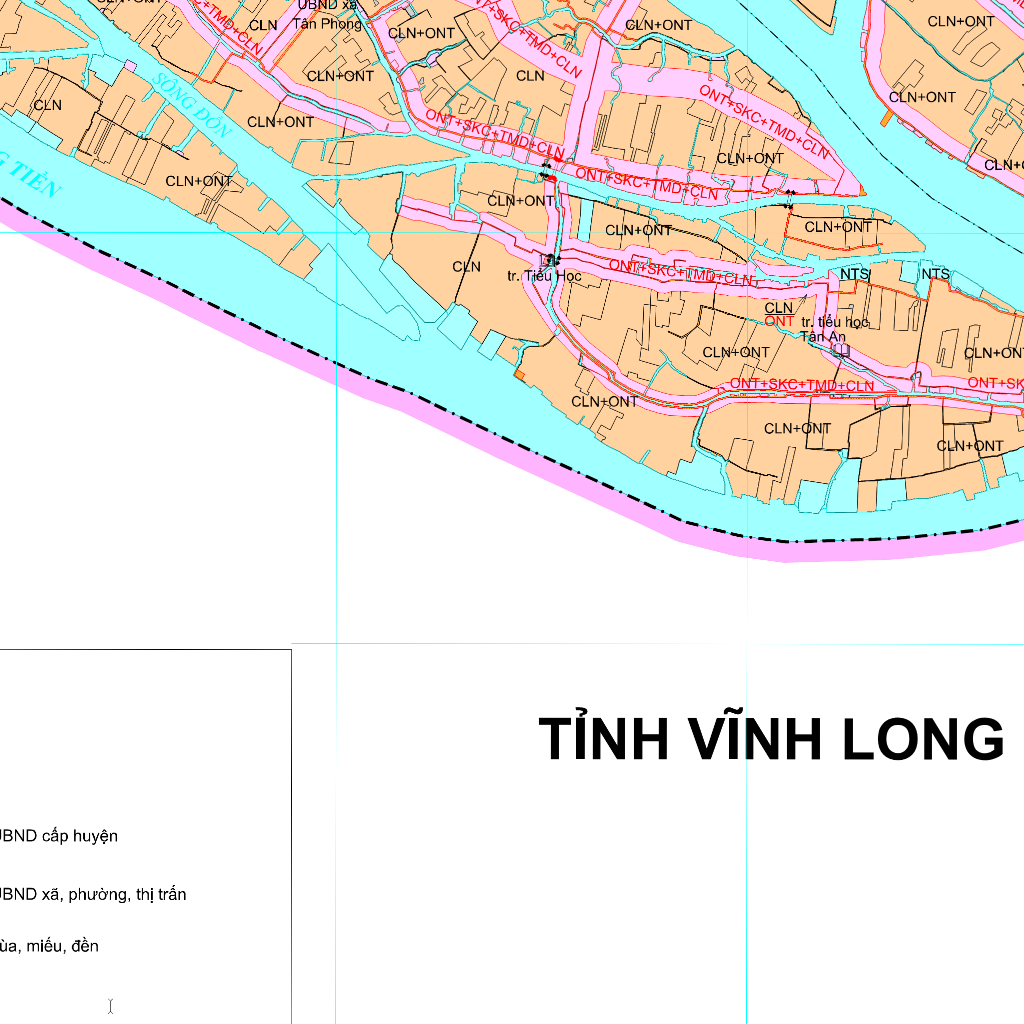 CLN
UBND xã
Tân Phong
CLN+ONT
CLN+ONT
CLN+ONT
ONT+SKC+TMD+CLN
CLN+ONT
CLN
CLN+ONT
CLN
SÔNG DÔN
CLN+ONT
ONT+SKC+TMD+CLN
CLN+ONT
CLN+ONT
TIỀN
CLN+ONT
ONT+SKC+TMD+CLN
CLN+ONT
CLN+ONT
CLN+ONT
CLN
tr. Tiểu Học
ONT+SKC+TMD+CLN
NTS
NTS
CLN
ONT
tr. tiểu học
Tân An
CLN+ONT
CLN+ONT
ONT+SKC+TMD+CLN
CLN+ONT
CLN+ONT
CLN+ONT
TỈNH VĨNH LONG
UBND cấp huyện
UBND xã, phường, thị trấn
miếu, đền